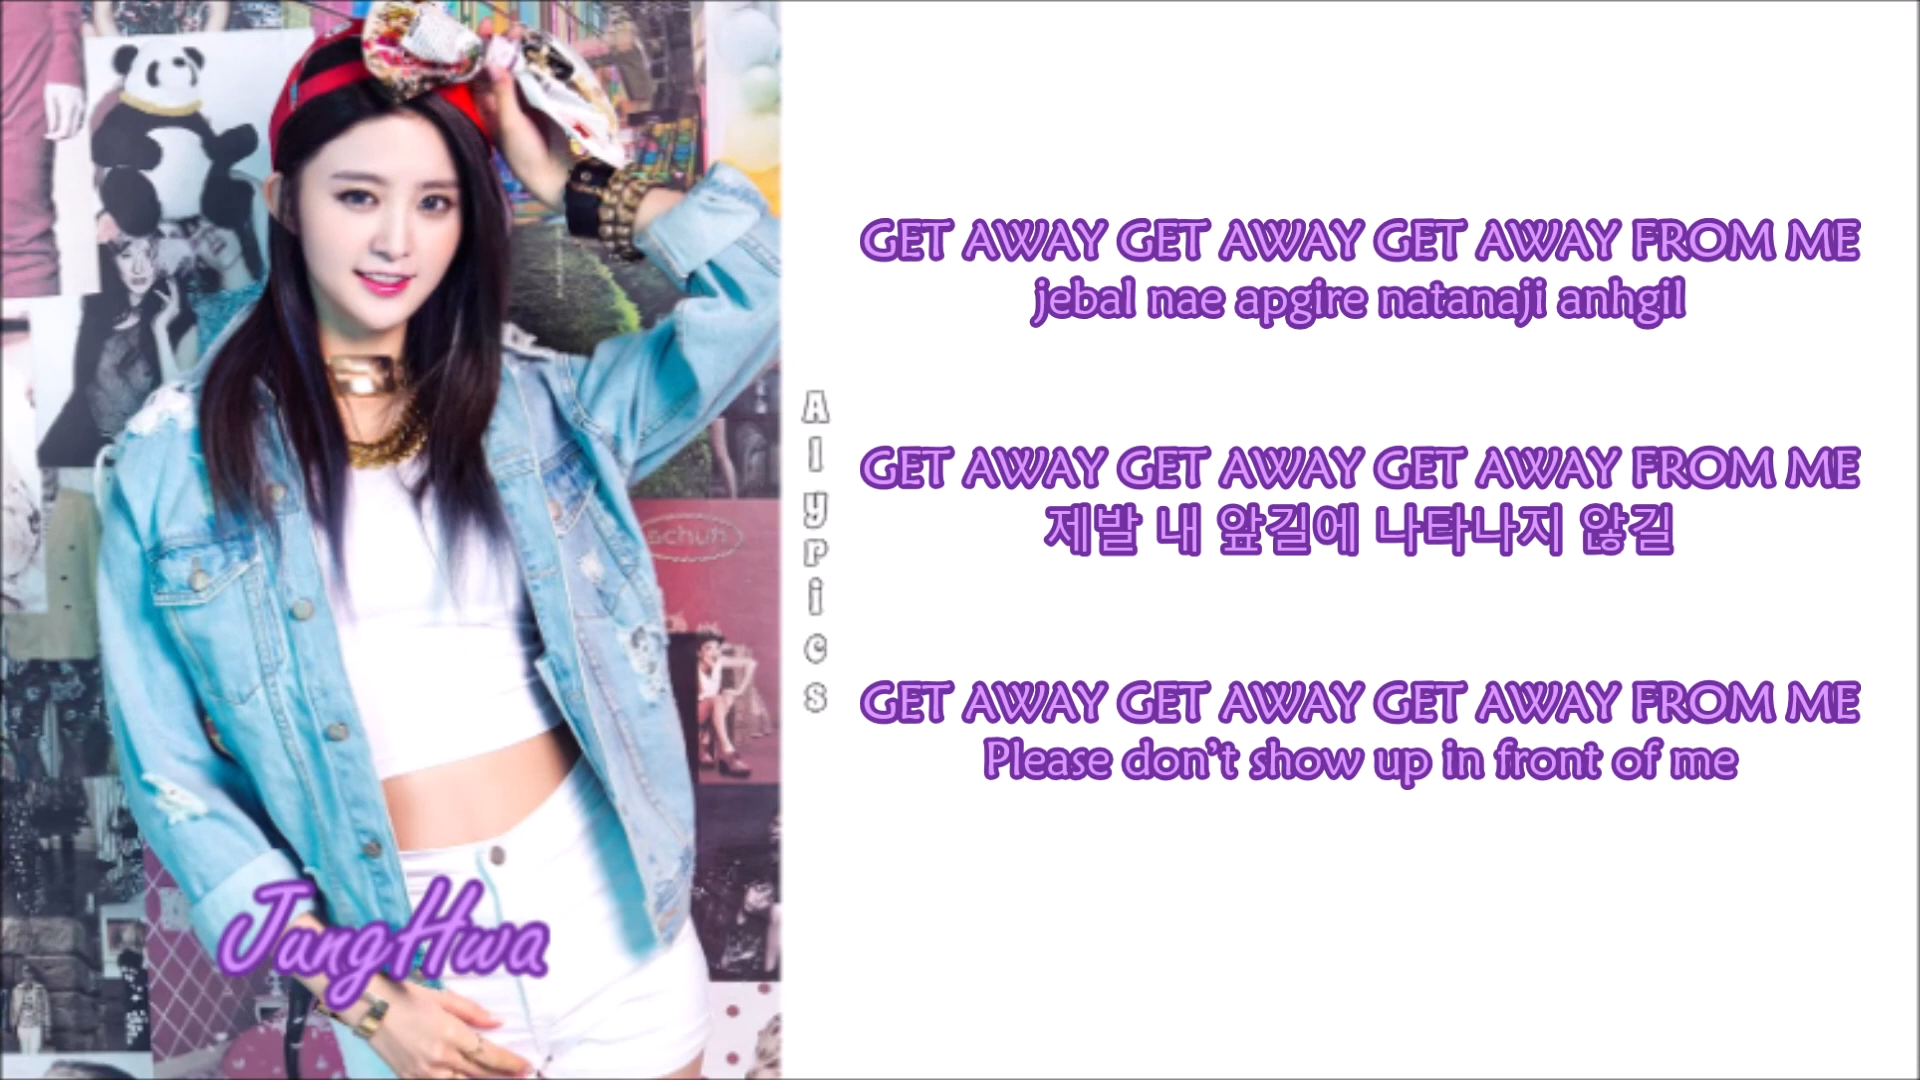 GET AWAY GET AWAY GET AWAY FROM ME
jebal nae apgire natanaji anhgil
GET AWAY GET AWAY GET AWAY FROM ME
제발 내 앞길에 나타나지 않길
GET AWAY GET AWAY GET AWAY FROM ME
Please don't show up in front of me
Alypics
schuh
JungHwa